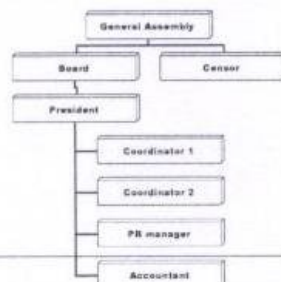 General Assembly
Board
Censor
President
Coordinator 1
Coordinator 2
PR manager
Accountant